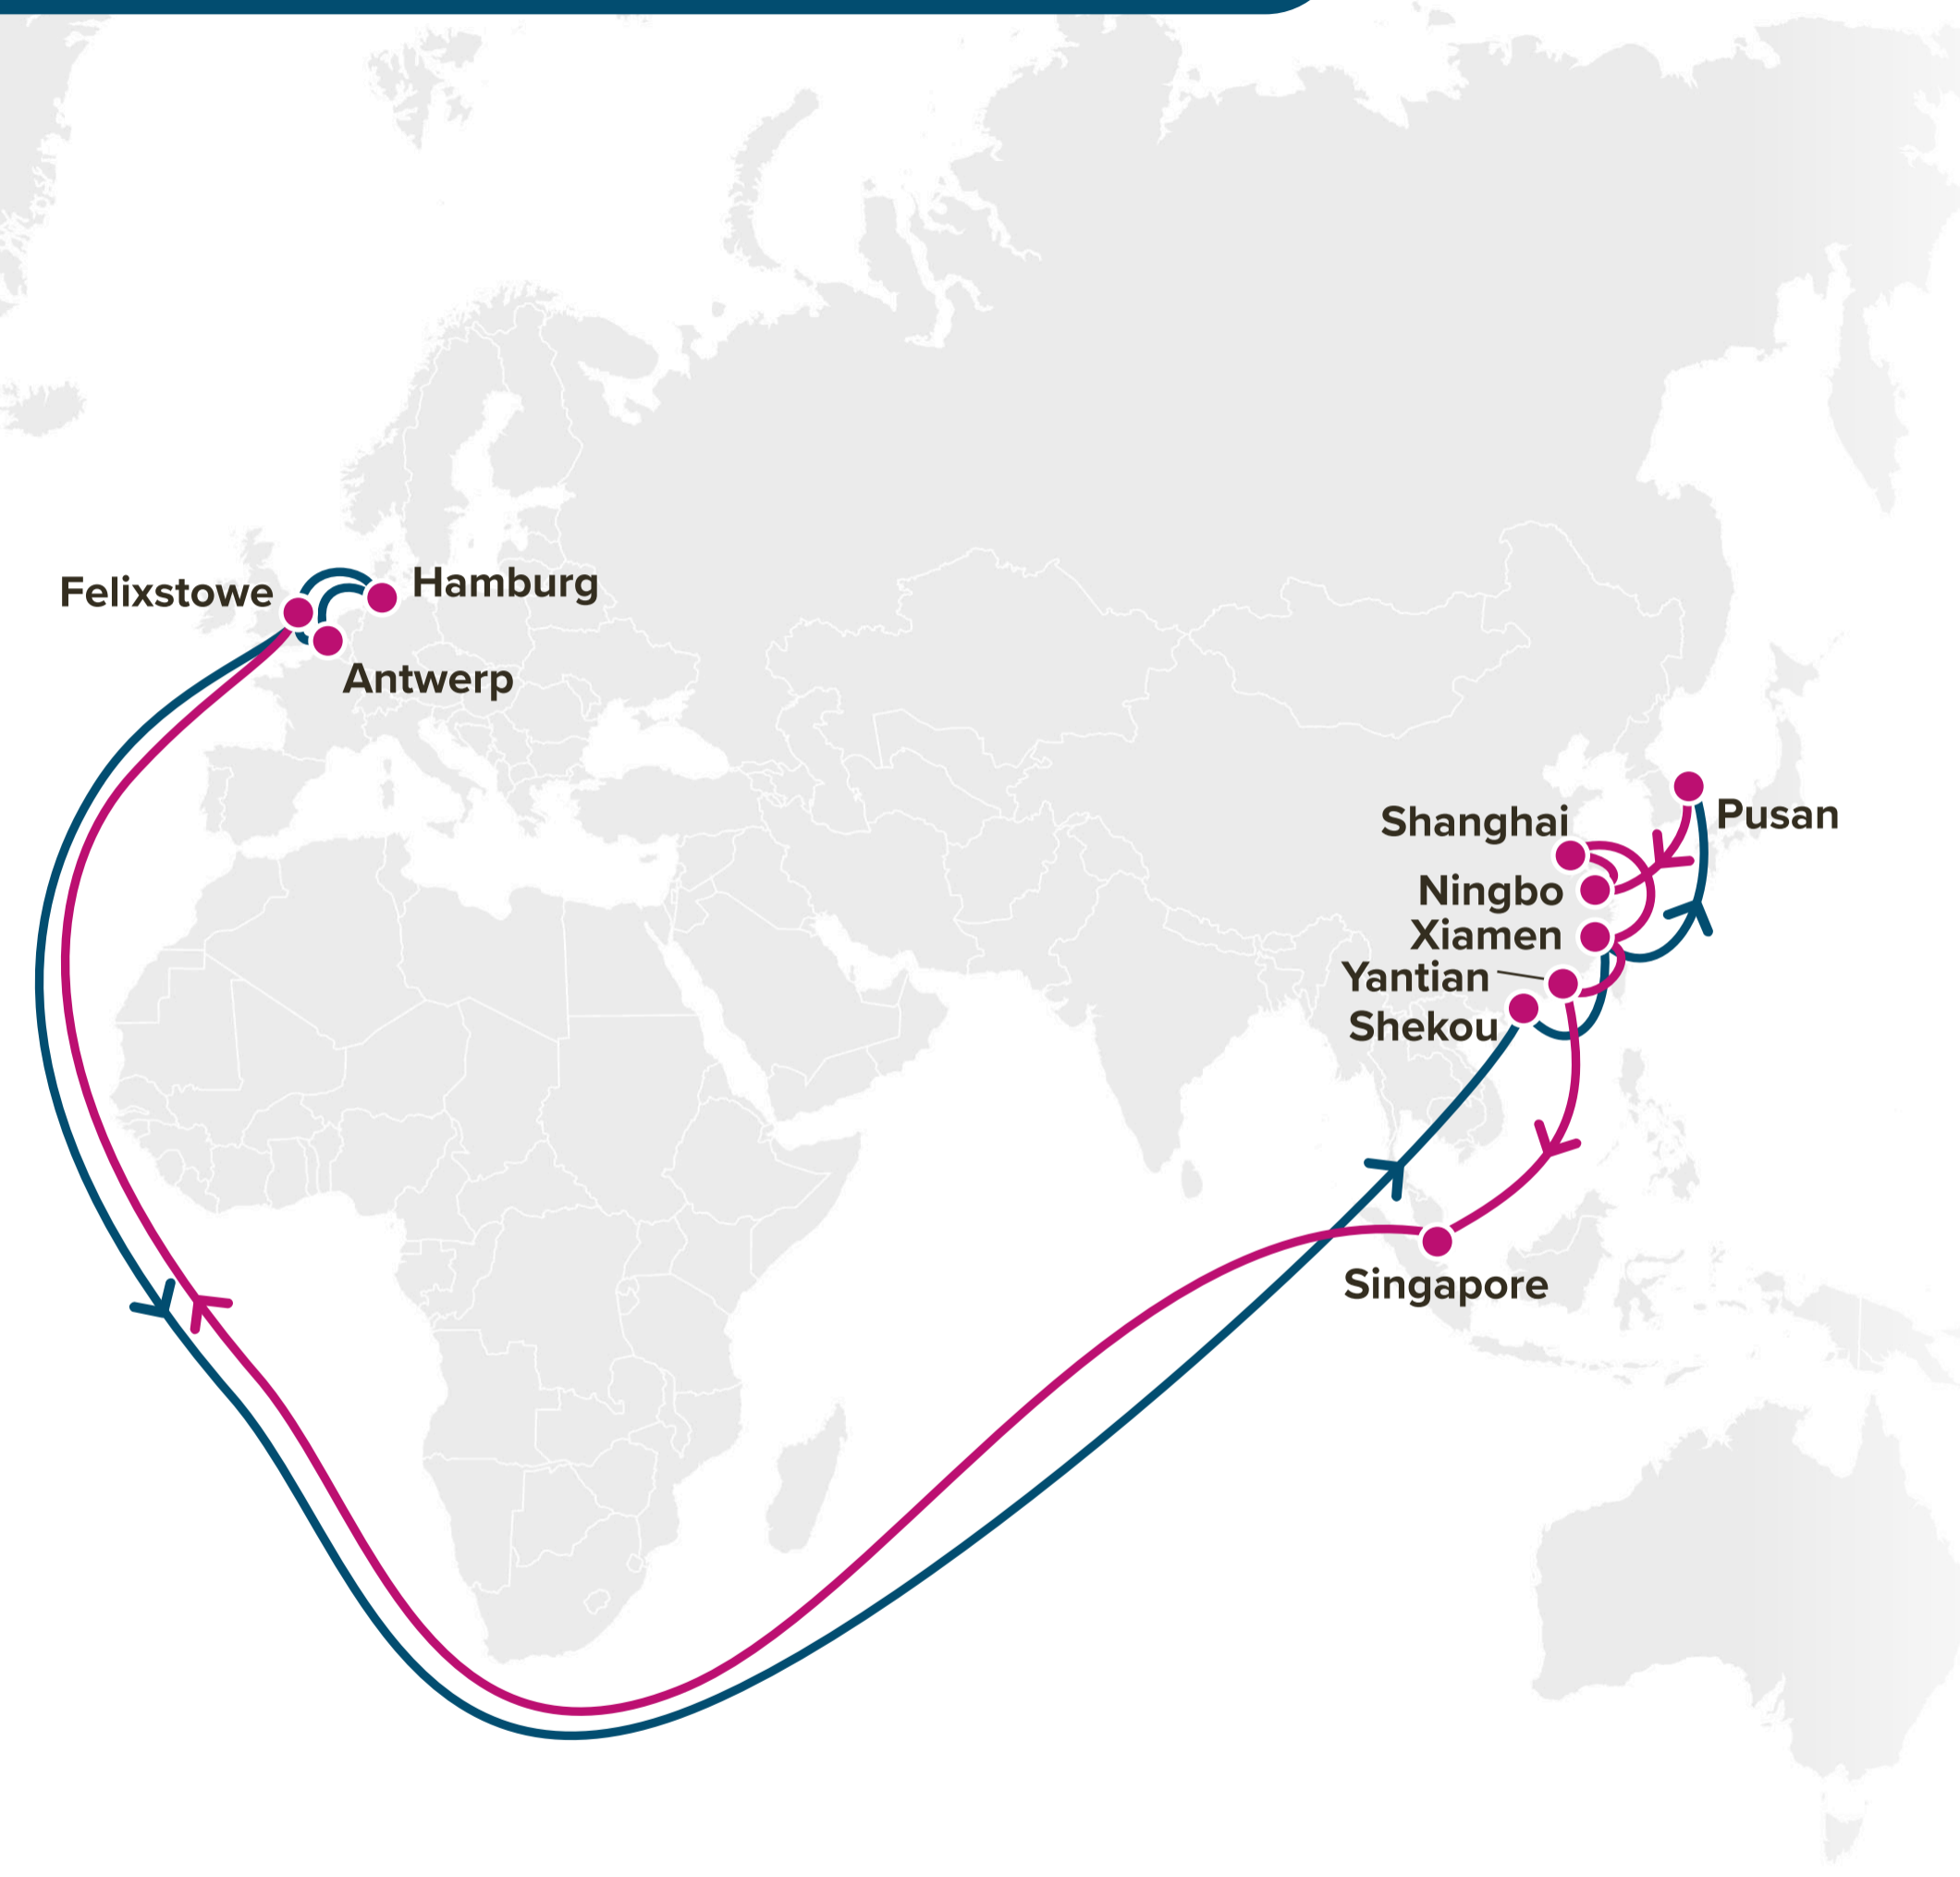 Hamburg
Felixstowe
Antwerp
Pusan
Shanghai
Ningbo
Xiamen
Yantian
Shekou
Singapore